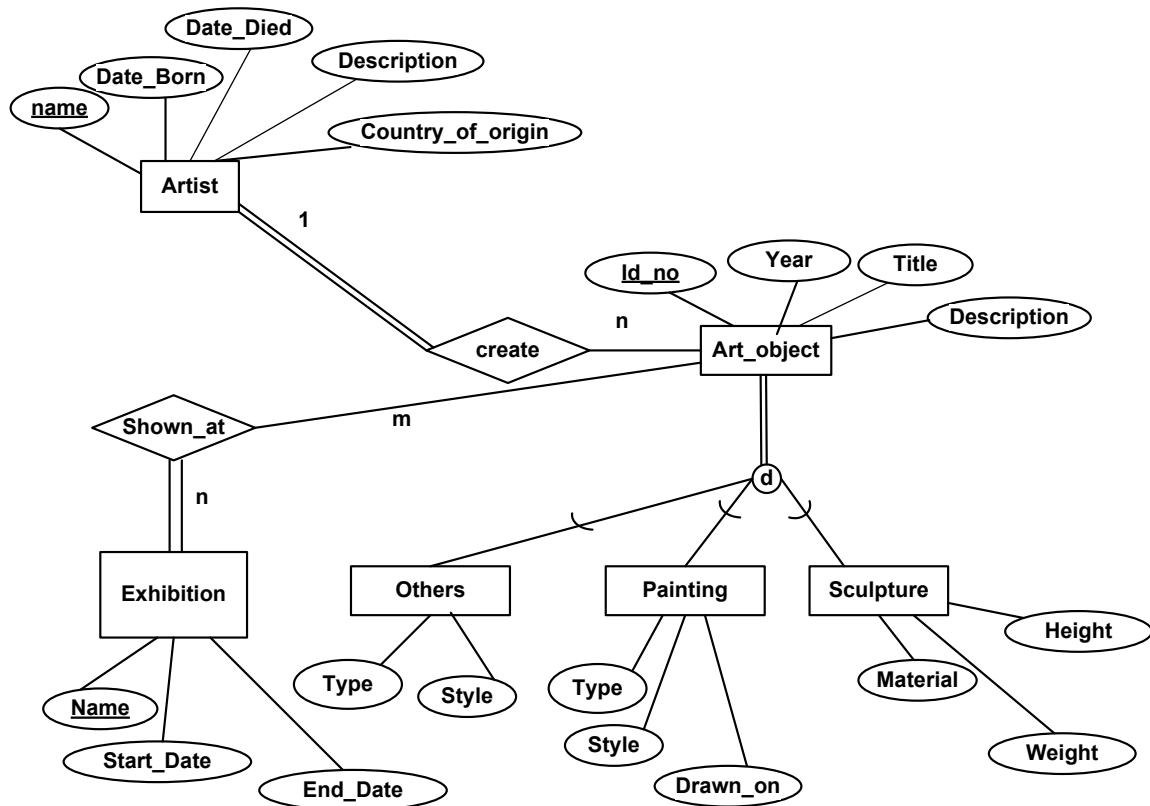 Date_Died
Description
Date_Born
name
Country_of_origin
Artist
1
Year
Title
Id_no
Description
n
create
Art_object
Shown_at
m
d
n
Exhibition
Others
Painting
Sculpture
Height
Type
Style
Type
Material
Name
Style
Start_Date
Weight
End_Date
Drawn_on